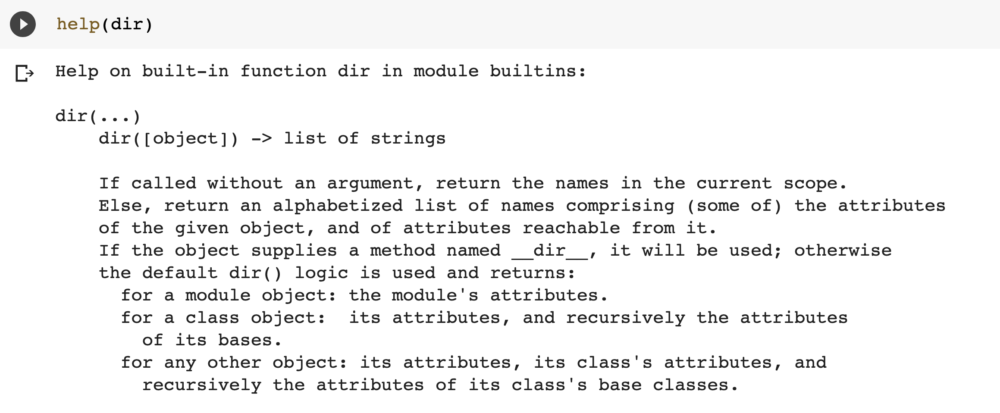 help(dir)
Help on built-in function dir in module builtins:
dir(...)
    dir([object]) -> list of strings
    If called without an argument, return the names in the current scope.
    Else, return an alphabetized list of names comprising (some of) the attributes
    of the given object, and of attributes reachable from it.
    If the object supplies a method named __dir__, it will be used; otherwise
    the default dir() logic is used and returns:
      for a module object: the module's attributes.
      for a class object:  its attributes, and recursively the attributes
        of its bases.
      for any other object: its attributes, its class's attributes, and
        recursively the attributes of its class's base classes.